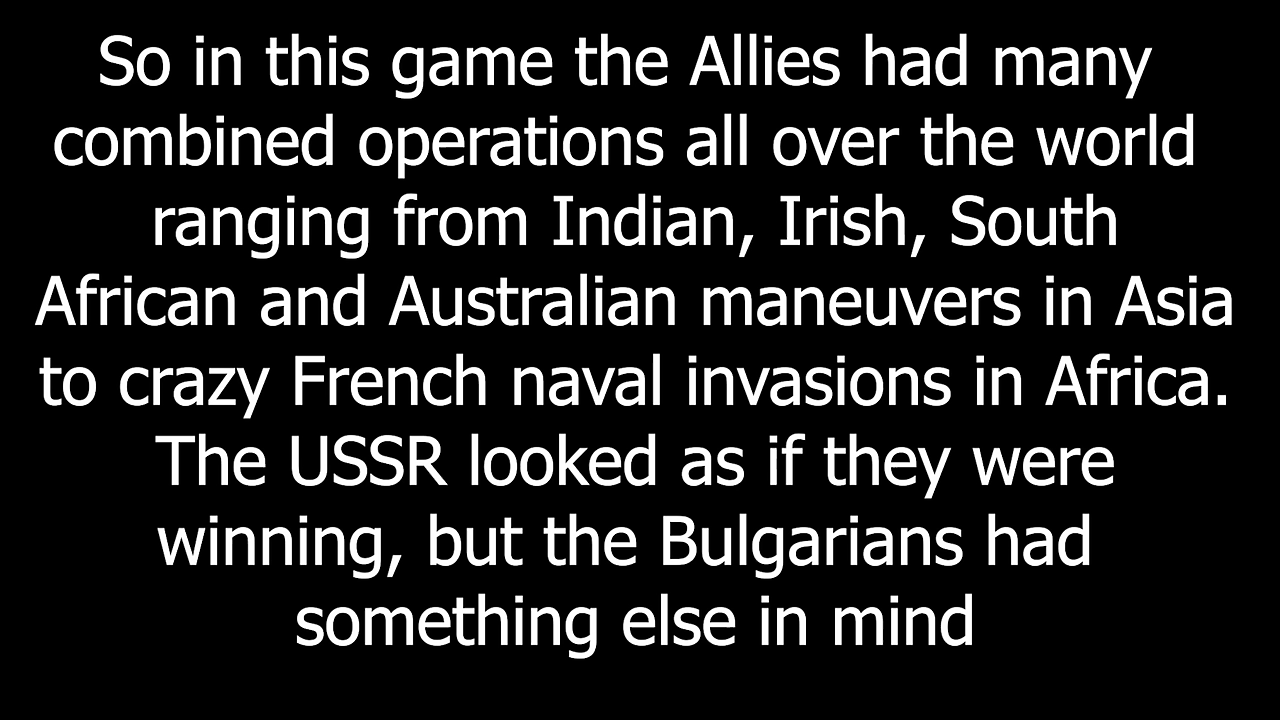 So in this game the Allies had many
combined operations all over the world
ranging from Indian, Irish, South
African and Australian maneuvers in Asia
to crazy French naval invasions in Africa.
The USSR looked as if they were
winning, but the Bulgarians had
something else in mind